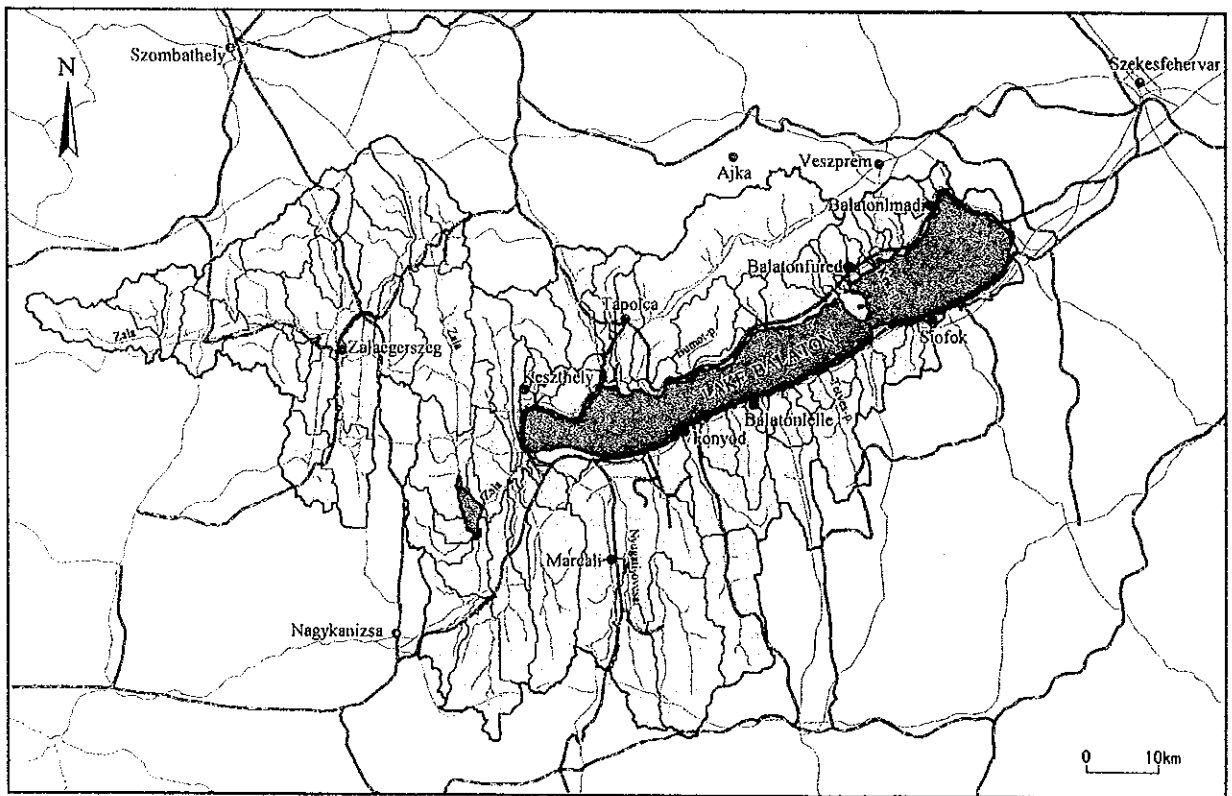 Szombathely
Szekesfehervar
N
Ajka
Veszprem
Balatonlmadi
Balatonfured
Tapolca
Zala
Zalaegerszeg
Zala
Keszthely
LAKE BALATON
Siofok
Balatonlelle
Fonyod
Zala
Marcali
Nagykanizsa
0 10km